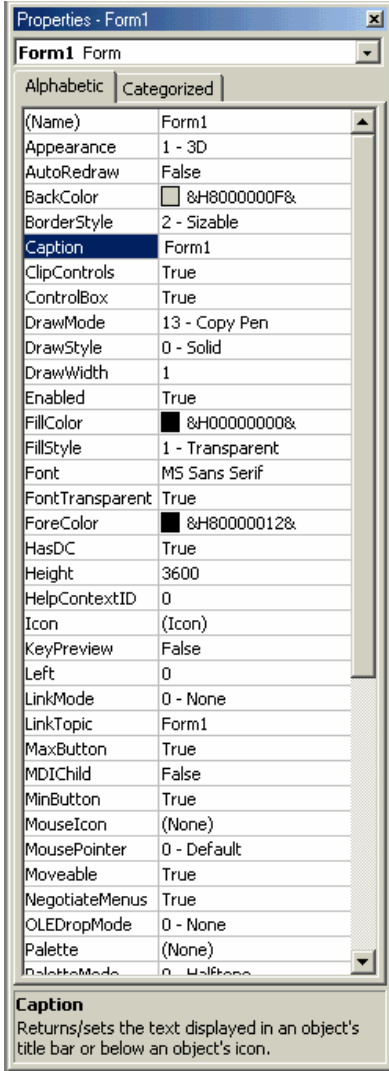 Properties - Form1
Form1 Form
Alphabetic Categorized
(Name) Form1
Appearance 1 - 3D
AutoRedraw False
BackColor &H8000000F&
BorderStyle 2 - Sizable
Caption Form1
ClipControls True
ControlBox True
DrawMode 13 - Copy Pen
DrawStyle 0 - Solid
DrawWidth 1
Enabled True
FillColor &H00000000&
FillStyle 1 - Transparent
Font MS Sans Serif
FontTransparent True
ForeColor &H80000012&
HasDC True
Height 3600
HelpContextID 0
Icon (Icon)
KeyPreview False
Left 0
LinkMode 0 - None
LinkTopic Form1
MaxButton True
MDIChild False
MinButton True
MouseIcon (None)
MousePointer 0 - Default
Moveable True
NegotiateMenus True
OLEDropMode 0 - None
Palette (None)
PaletteMode 0 - Halftone
Caption
Returns/sets the text displayed in an object's
title bar or below an object's icon.